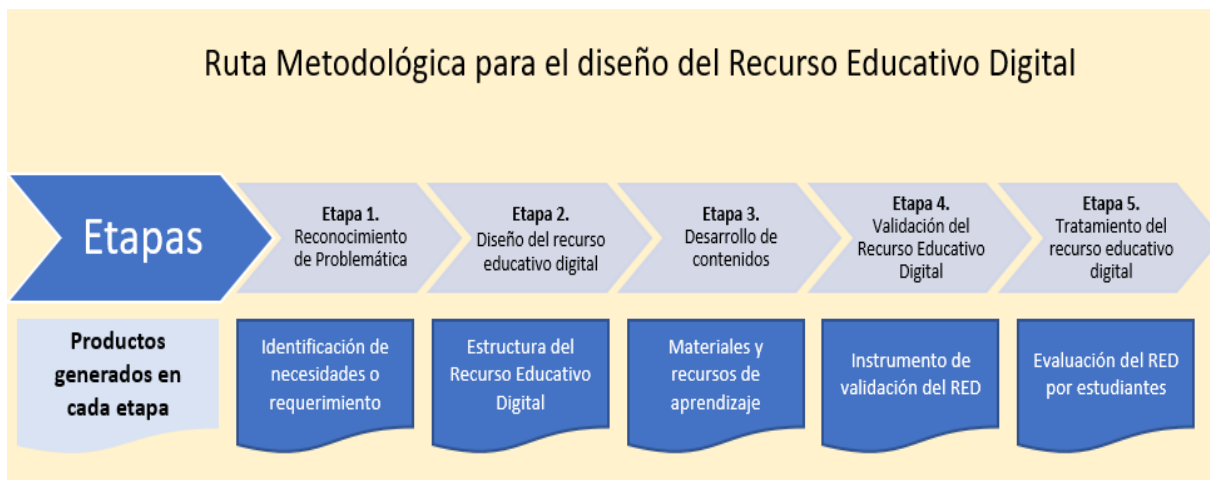 Ruta Metodológica para el diseño del Recurso Educativo Digital
Etapas
Etapa 1.
Reconocimiento
de Problemática
Etapa 2.
Diseño del recurso
educativo digital
Etapa 3.
Desarrollo de
contenidos
Etapa 4.
Validación del
Recurso Educativo
Digital
Etapa 5.
Tratamiento del
recurso educativo
digital
Productos
generados en
cada etapa
Identificación de
necesidades o
requerimiento
Estructura del
Recurso Educativo
Digital
Materiales y
recursos de
aprendizaje
Instrumento de
validación del RED
Evaluación del RED
por estudiantes